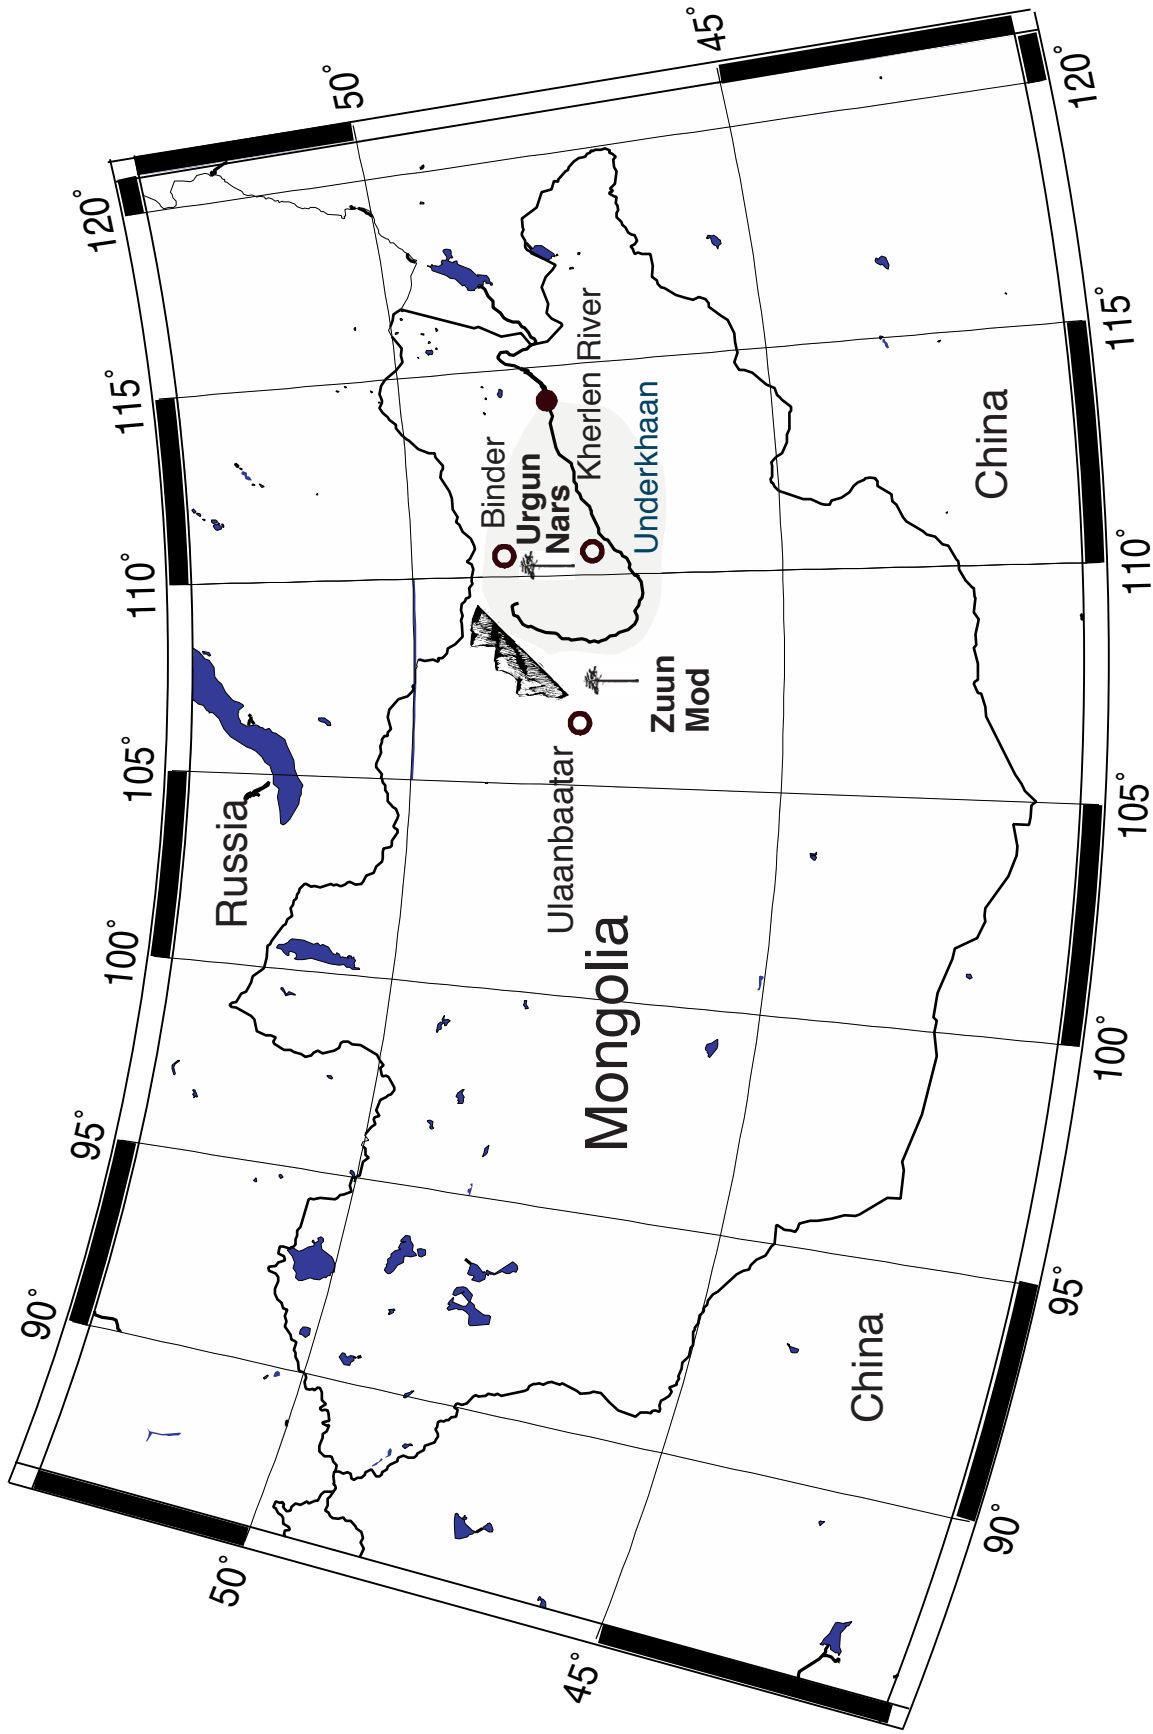 90°
95°
100°
105°
110°
115°
120°
50°
50°
45°
45°
Russia
Binder
Urgun
Nars
Kherlen River
Underkhaan
Ulaanbaatar
Zuun
Mod
Mongolia
China
China
90°
95°
100°
105°
110°
115°
120°